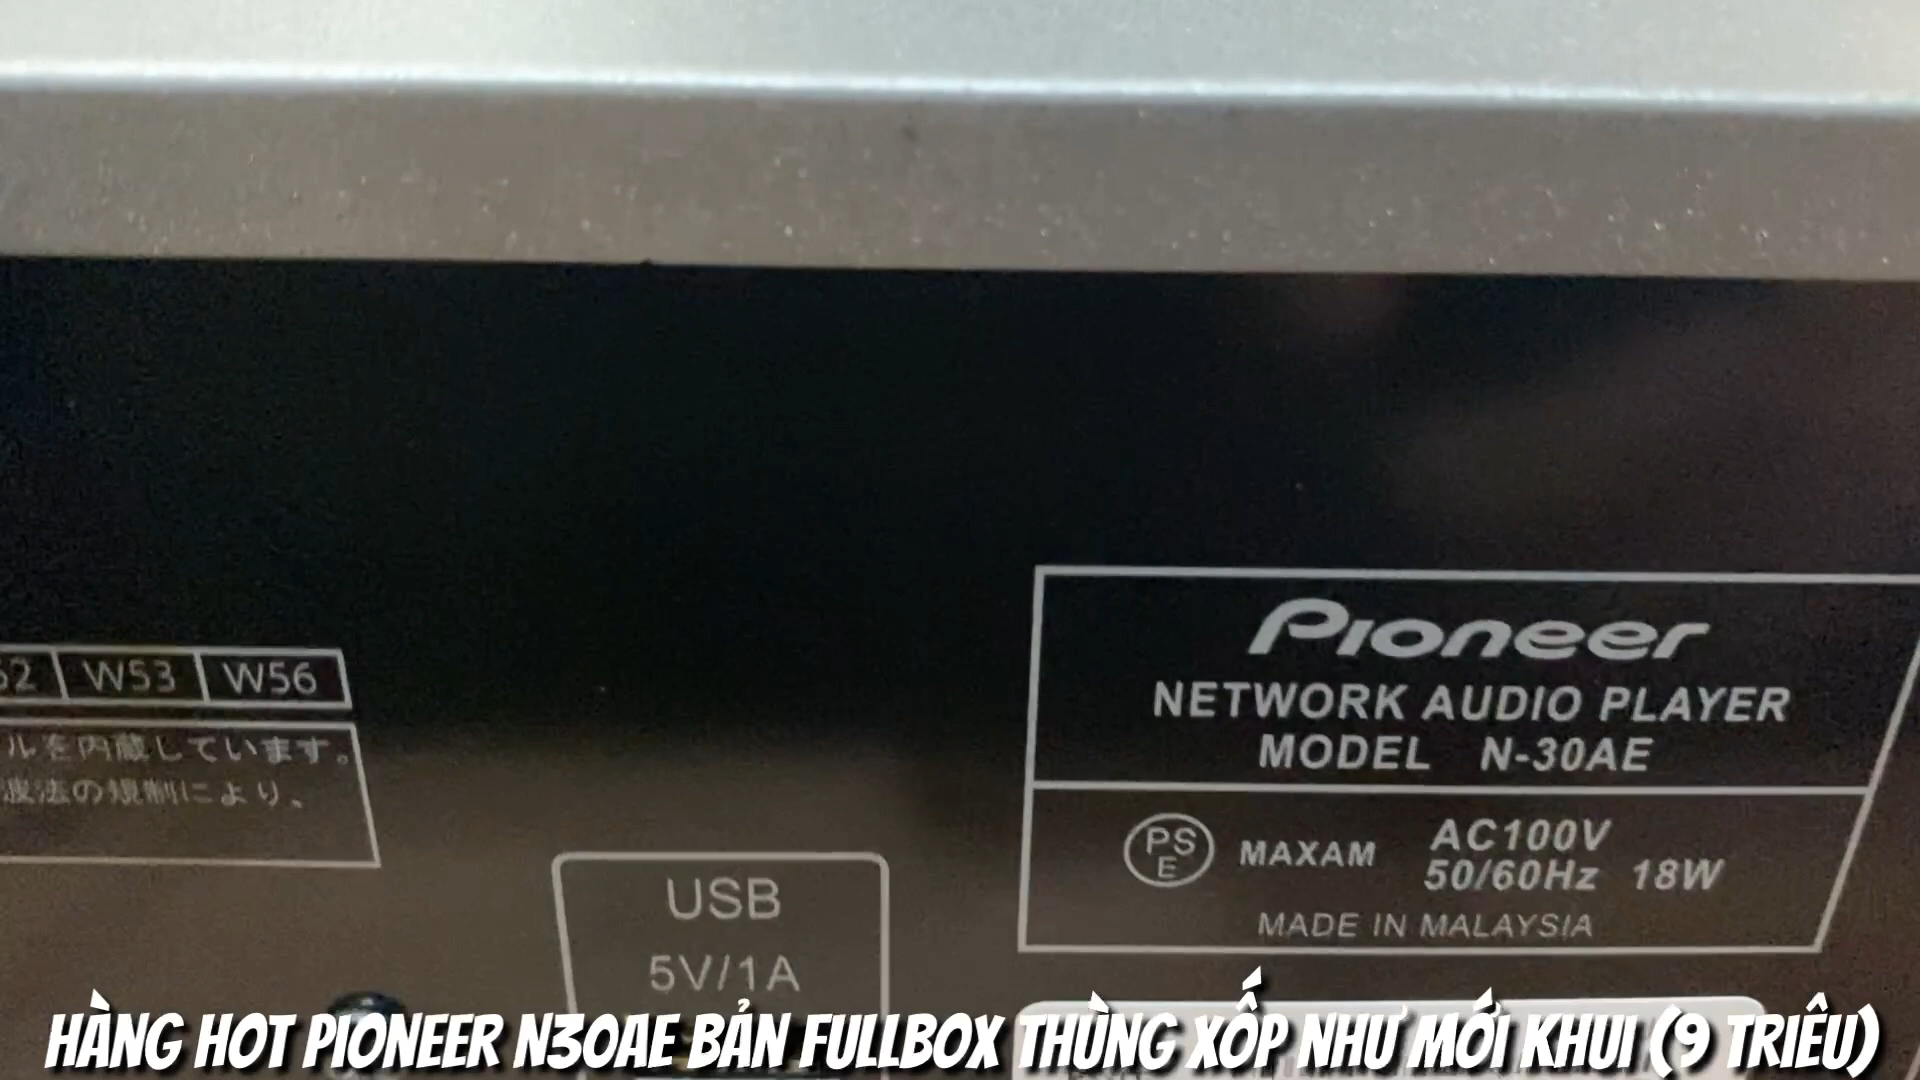 Pioneer
NETWORK AUDIO PLAYER
MODEL N-30AE
W53 W56
ルを内蔵しています。
波法の規制により、
PSE MAXAM AC100V
50/60Hz 18W
MADE IN MALAYSIA
USB
5V/1A
HÀNG HOT PIONEER N30AE BẢN FULLBOX THÙNG XỐP NHƯ MỚI KHUI (9 TRIÊU)